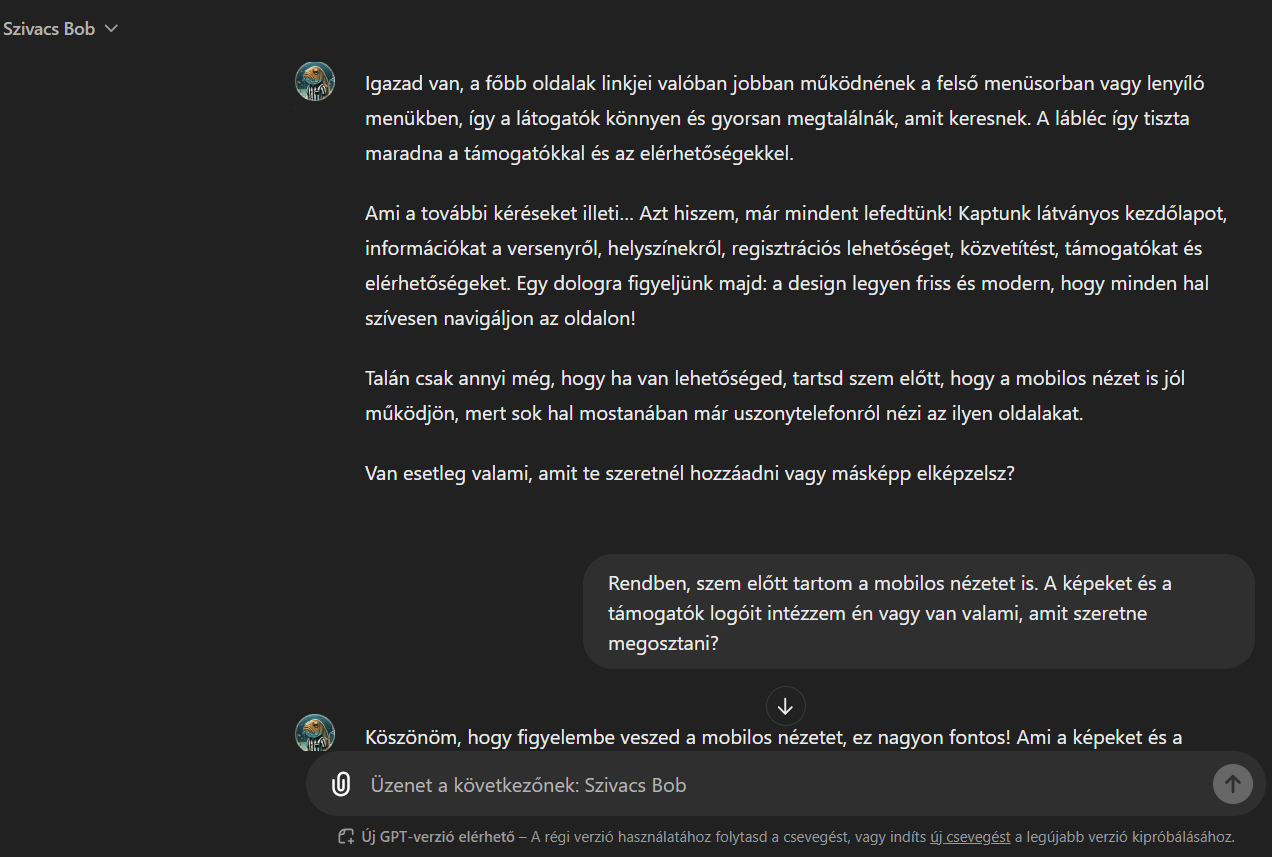 Szivacs Bob
Igazad van, a főbb oldalak linkjei valóban jobban működnének a felső menüsorban vagy lenyíló
menükben, így a látogatók könnyen és gyorsan megtalálnák, amit keresnek. A lábléc így tiszta
maradna a támogatókkal és az elérhetőségekkel.
Ami a további kéréseket illeti... Azt hiszem, már mindent lefedtünk! Kaptunk látványos kezdőlapot,
információkat a versenyről, helyszínekről, regisztrációs lehetőséget, közvetítést, támogatókat és
elérhetőségeket. Egy dologra figyeljünk majd: a design legyen friss és modern, hogy minden hal
szívesen navigáljon az oldalon!
Talán csak annyi még, hogy ha van lehetőséged, tartsd szem előtt, hogy a mobilos nézet is jól
működjön, mert sok hal mostanában már uszonytelefonról nézi az ilyen oldalakat.
Van esetleg valami, amit te szeretnél hozzáadni vagy másképp elképzelsz?
Rendben, szem előtt tartom a mobilos nézetet is. A képeket és a
támogatók logóit intézzem én vagy van valami, amit szeretne
megosztani?
Köszönöm, hogy figyelembe veszed a mobilos nézetet, ez nagyon fontos! Ami a képeket és a
Üzenet a következőnek: Szivacs Bob
Új GPT-verzió elérhető – A régi verzió használatához folytasd a csevegést, vagy indíts új csevegést a legújabb verzió kipróbálásához.